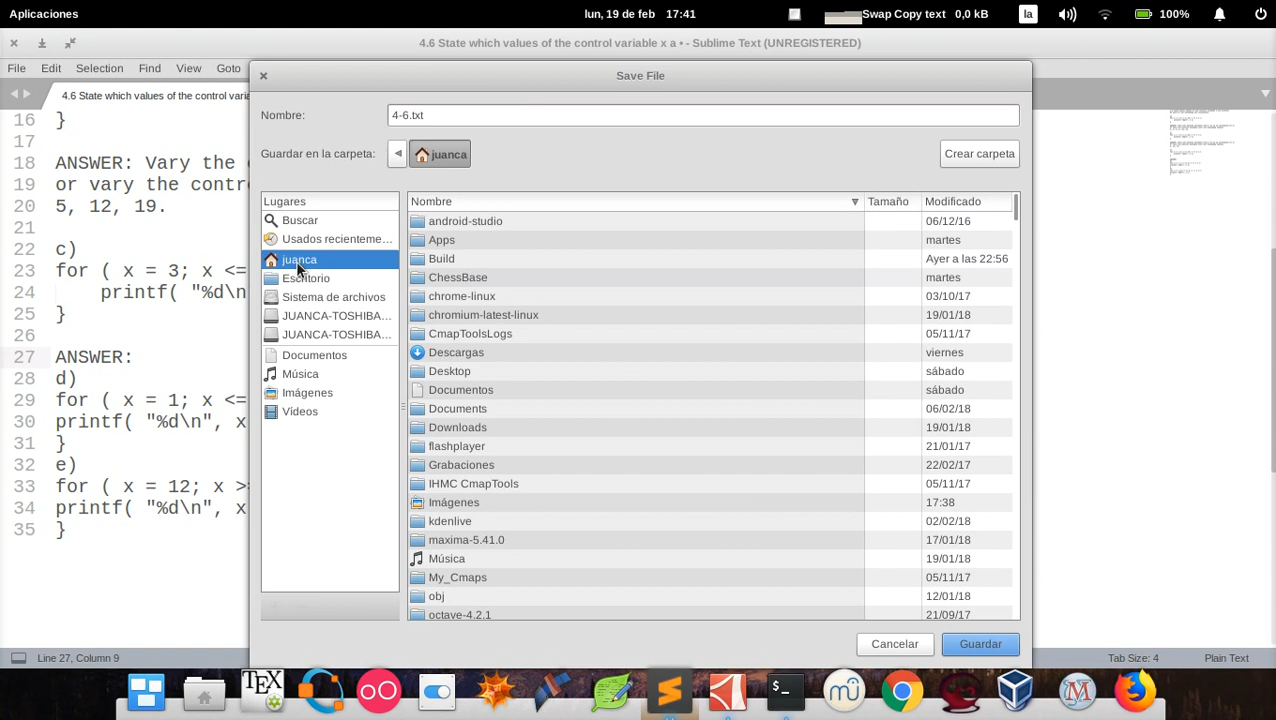 Aplicaciones
lun, 19 de feb 17:41
Swap Copy text 0,0 kB
la
100%
4.6 State which values of the control variable x a • - Sublime Text (UNREGISTERED)
File Edit Selection Find View Goto
4.6 State which values of the control varia
Save File
Nombre: 4-6.txt
Guardar en la carpeta: juanca
Crear carpeta
Lugares
Buscar
Usados recienteme...
juanca
Escritorio
Sistema de archivos
JUANCA-TOSHIBA...
JUANCA-TOSHIBA...
Documentos
Música
Imágenes
Vídeos
Nombre Tamaño Modificado
android-studio 06/12/16
Apps martes
Build Ayer a las 22:56
ChessBase martes
chrome-linux 03/10/17
chromium-latest-linux 19/01/18
CmapToolsLogs 05/11/17
Descargas viernes
Desktop sábado
Documentos sábado
Documents 06/02/18
Downloads 19/01/18
flashplayer 21/01/17
Grabaciones 22/02/17
IHMC CmapTools 05/11/17
Imágenes 17:38
kdenlive 02/02/18
maxima-5.41.0 17/01/18
Música 19/01/18
My_Cmaps 05/11/17
obj 12/01/18
octave-4.2.1 21/09/17
Cancelar
Guardar
16 }
17
18 ANSWER: Vary the
19 or vary the contr
20 5, 12, 19.
21
22 c)
23 for ( x = 3; x <=
24 printf( "%d\n
25 }
26
27 ANSWER:
28 d)
29 for ( x = 1; x <=
30 printf( "%d\n", x
31 }
32 e)
33 for ( x = 12; x >
34 printf( "%d\n", x
35 }
Line 27, Column 9
Tab Size: 4
Plain Text
TEX
mu
M